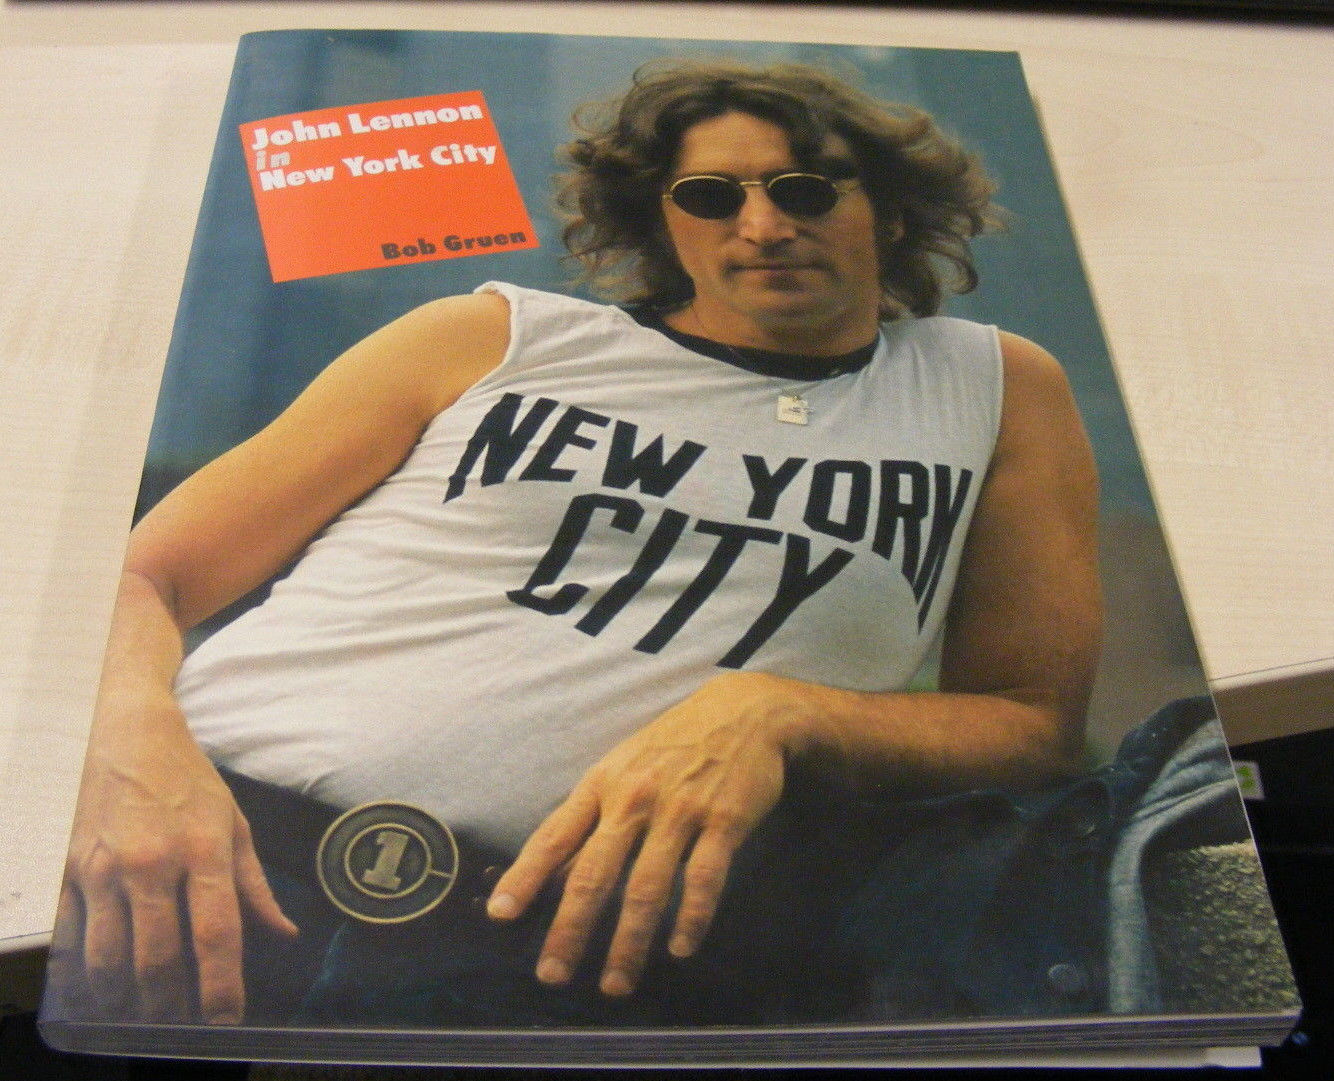 John Lennon
in
New York City
Bob Gruen
NEW YORK
CITY
1